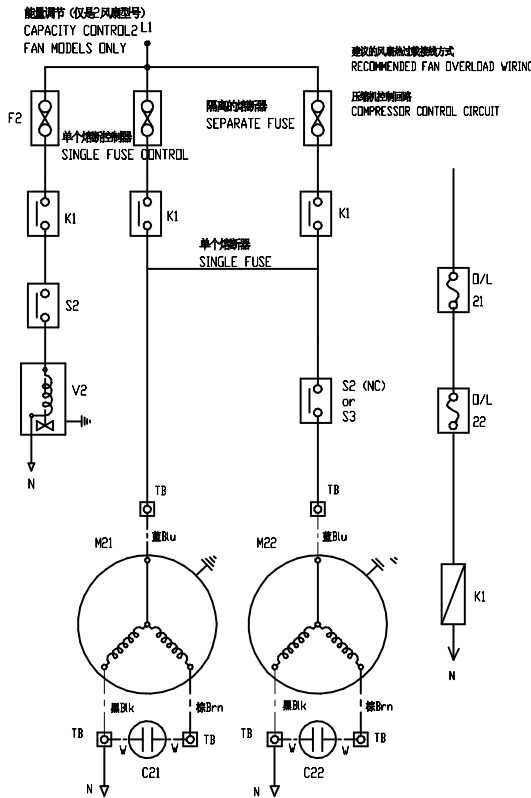 能量调节（仅是2风扇型号）
CAPACITY CONTROL2
FAN MODELS ONLY
L1
建议的风扇热过载接线方式
RECOMMENDED FAN OVERLOAD WIRING
压缩机控制回路
COMPRESSOR CONTROL CIRCUIT
F2
单个熔断控制器
SINGLE FUSE CONTROL
隔离的熔断器
SEPARATE FUSE
K1
K1
K1
单个熔断器
SINGLE FUSE
O/L
21
S2
V2
S2 (NC)
or
S3
O/L
22
N
TB
TB
蓝Blu
蓝Blu
M21
M22
K1
N
黑Blk
棕Brn
黑Blk
棕Brn
TB
W
W
TB
TB
W
W
TB
C21
C22
N
N